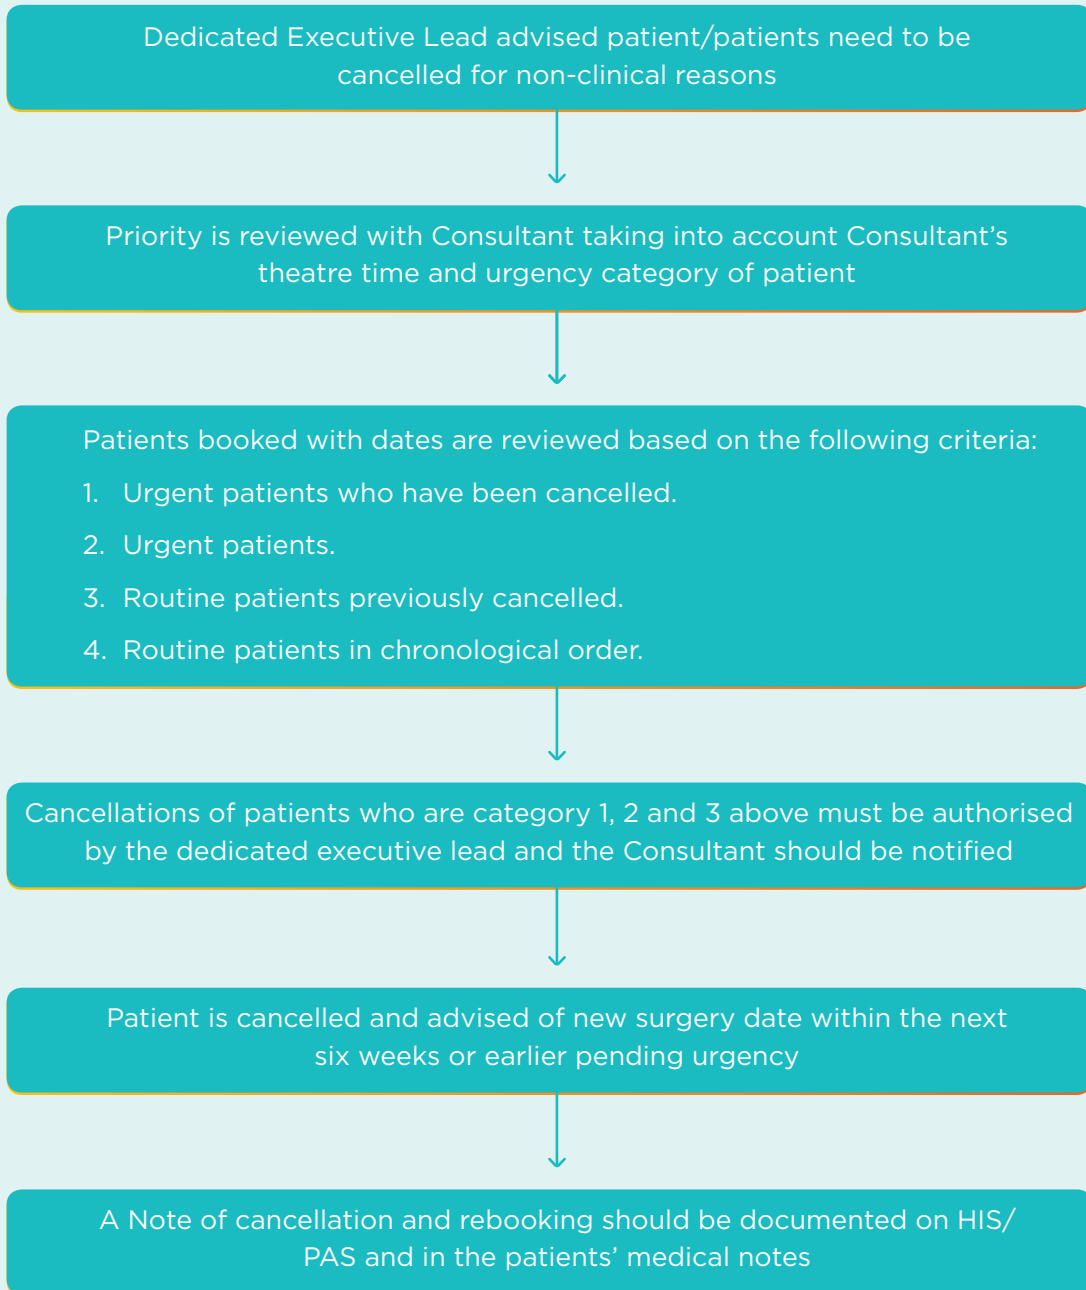 Dedicated Executive Lead advised patient/patients need to be
cancelled for non-clinical reasons
Priority is reviewed with Consultant taking into account Consultant’s
theatre time and urgency category of patient
Patients booked with dates are reviewed based on the following criteria:
1. Urgent patients who have been cancelled.
2. Urgent patients.
3. Routine patients previously cancelled.
4. Routine patients in chronological order.
Cancellations of patients who are category 1, 2 and 3 above must be authorised
by the dedicated executive lead and the Consultant should be notified
Patient is cancelled and advised of new surgery date within the next
six weeks or earlier pending urgency
A Note of cancellation and rebooking should be documented on HIS/
PAS and in the patients’ medical notes